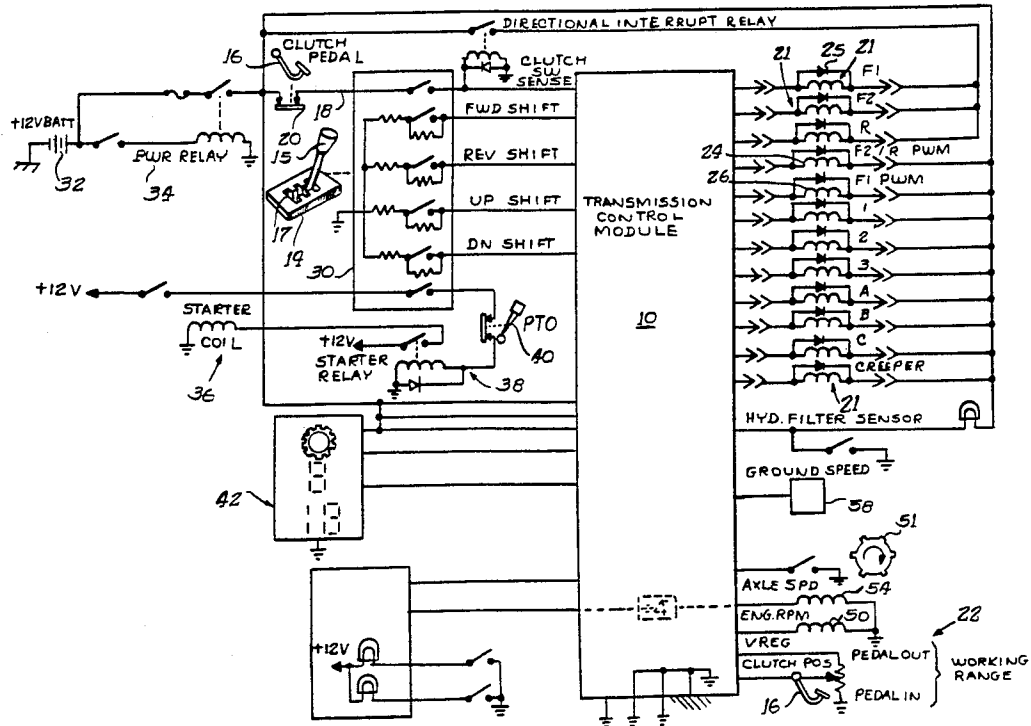 DIRECTIONAL INTERRUPT RELAY
16
CLUTCH
PEDAL
CLUTCH
SW
SENSE
21
25
21
F1
18
20
F2
+12VBATT
15
FWD SHIFT
R
32
PWR RELAY
34
24
F2/R PWM
REV SHIFT
26
F1 PWM
17
14
UP SHIFT
TRANSMISSION
CONTROL
MODULE
1
2
30
DN SHIFT
3
+12V
A
STARTER
COIL
PTO
10
B
+12V
40
C
36
STARTER
RELAY
38
CREEPER
21
HYD. FILTER SENSOR
GROUND SPEED
42
58
51
AXLE SPD
54
ENG.RPM
50
VREG
22
+12V
CLUTCH POS
PEDAL OUT
WORKING
RANGE
16
PEDAL IN